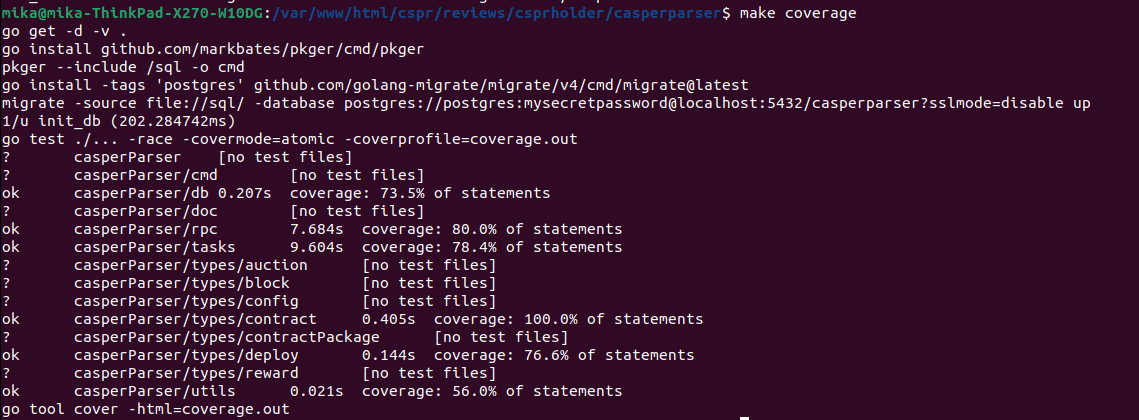 mika@mika-ThinkPad-X270-W10DG:/var/www/html/cspr/reviews/csprholder/casperparser$ make coverage
go get -d -v .
go install github.com/markbates/pkger/cmd/pkger
pkger --include /sql -o cmd
go install -tags 'postgres' github.com/golang-migrate/migrate/v4/cmd/migrate@latest
migrate -source file://sql/ -database postgres://postgres:mysecretpassword@localhost:5432/casperparser?sslmode=disable up
1/u init_db (202.284742ms)
go test ./... -race -covermode=atomic -coverprofile=coverage.out
?       casperParser    [no test files]
?       casperParser/cmd        [no test files]
ok      casperParser/db 0.207s  coverage: 73.5% of statements
?       casperParser/doc        [no test files]
ok      casperParser/rpc        7.684s  coverage: 80.0% of statements
ok      casperParser/tasks      9.604s  coverage: 78.4% of statements
?       casperParser/types/auction      [no test files]
?       casperParser/types/block        [no test files]
?       casperParser/types/config       [no test files]
ok      casperParser/types/contract     0.405s  coverage: 100.0% of statements
?       casperParser/types/contractPackage      [no test files]
ok      casperParser/types/deploy       0.144s  coverage: 76.6% of statements
?       casperParser/types/reward       [no test files]
ok      casperParser/utils      0.021s  coverage: 56.0% of statements
go tool cover -html=coverage.out